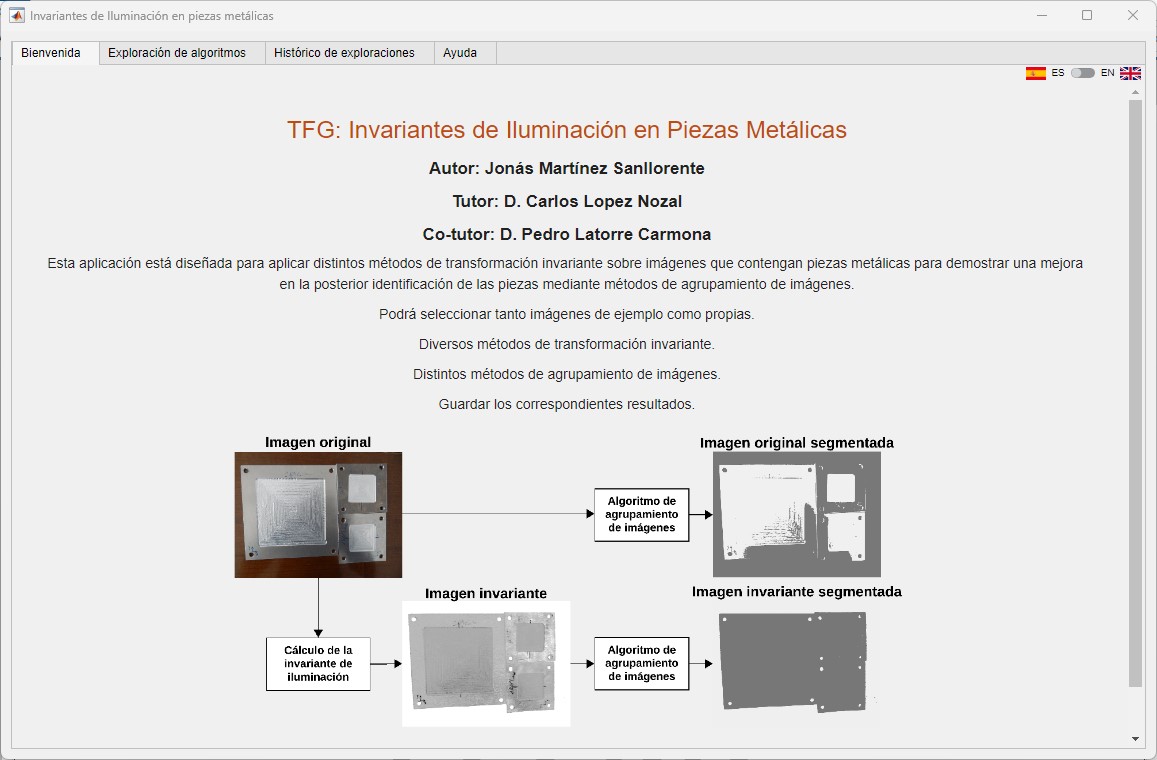 Invariantes de Iluminación en piezas metálicas
Bienvenida
Exploración de algoritmos
Histórico de exploraciones
Ayuda
ES
EN
TFG: Invariantes de Iluminación en Piezas Metálicas
Autor: Jonás Martínez Sanllorente
Tutor: D. Carlos Lopez Nozal
Co-tutor: D. Pedro Latorre Carmona
Esta aplicación está diseñada para aplicar distintos métodos de transformación invariante sobre imágenes que contengan piezas metálicas para demostrar una mejora
en la posterior identificación de las piezas mediante métodos de agrupamiento de imágenes.
Podrá seleccionar tanto imágenes de ejemplo como propias.
Diversos métodos de transformación invariante.
Distintos métodos de agrupamiento de imágenes.
Guardar los correspondientes resultados.
Imagen original
Imagen original segmentada
Algoritmo de
agrupamiento
de imágenes
Imagen invariante
Imagen invariante segmentada
Cálculo de la
invariante de
iluminación
Algoritmo de
agrupamiento
de imágenes